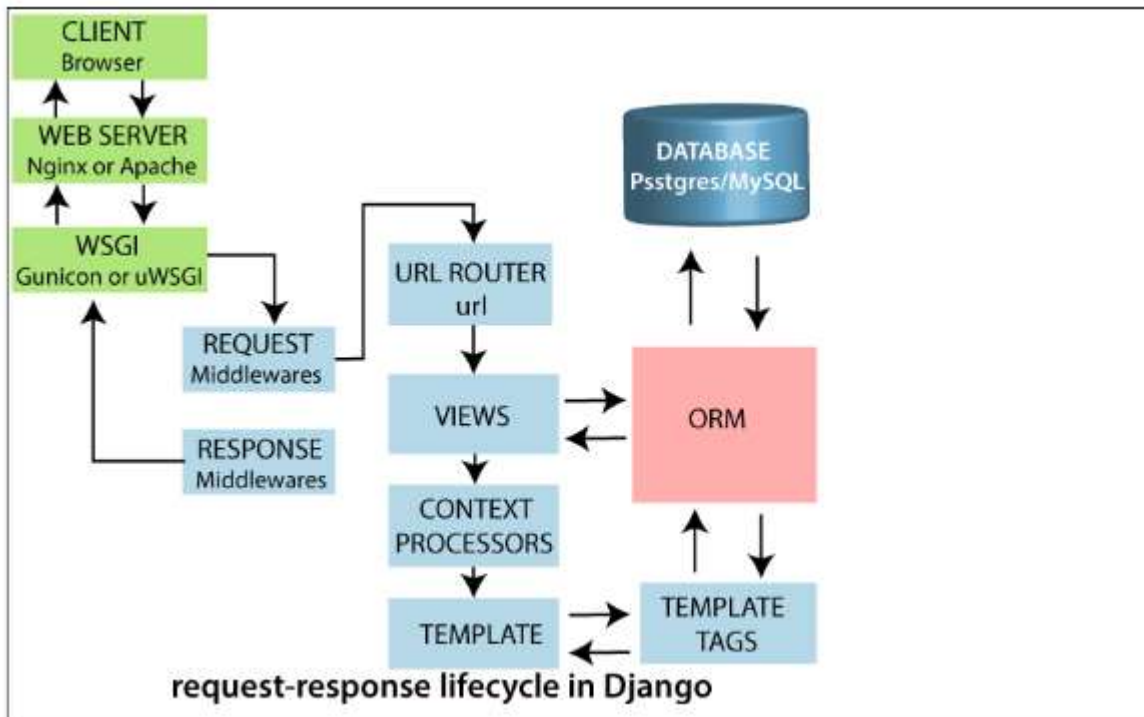 CLIENT
Browser
WEB SERVER
Nginx or Apache
WSGI
Gunicon or uWSGI
REQUEST
Middlewares
RESPONSE
Middlewares
URL ROUTER
url
VIEWS
CONTEXT
PROCESSORS
TEMPLATE
DATABASE
Psstgres/MySQL
ORM
TEMPLATE
TAGS
request-response lifecycle in Django